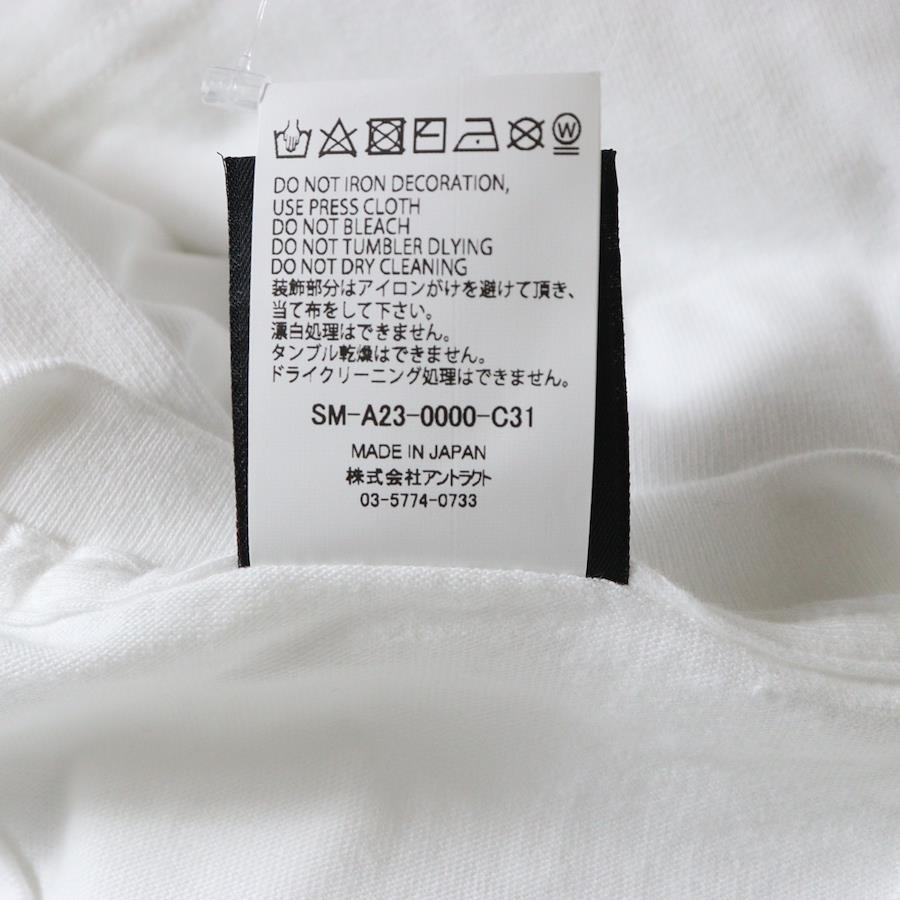 W
DO NOT IRON DECORATION,
USE PRESS CLOTH
DO NOT BLEACH
DO NOT TUMBLER DLYING
DO NOT DRY CLEANING
装飾部分はアイロンがけを避けて頂き、
当て布をして下さい。
漂白処理はできません。
タンブル乾燥はできません。
ドライクリーニング処理はできません。
SM-A23-0000-C31
MADE IN JAPAN
株式会社アントラクト
03-5774-0733